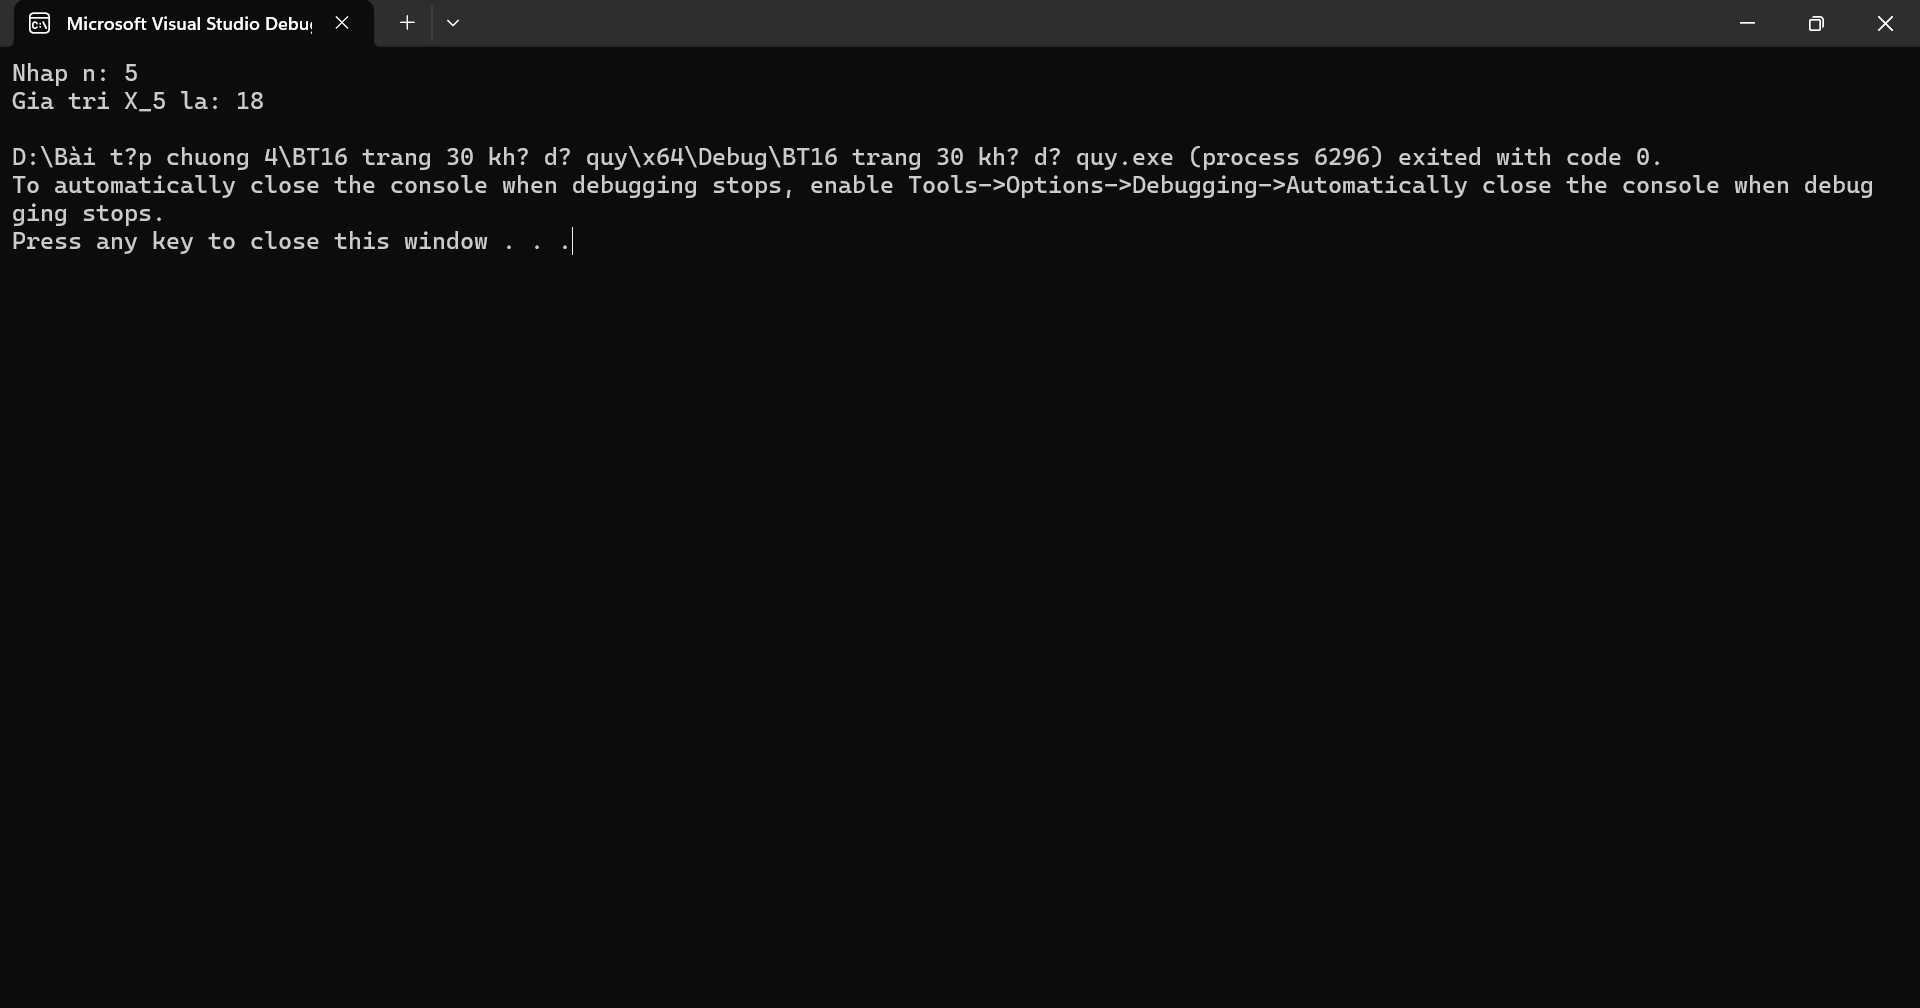 Microsoft Visual Studio Debu
Nhap n: 5
Gia tri X_5 la: 18
D:\Bài t?p chuong 4\BT16 trang 30 kh? d? quy\x64\Debug\BT16 trang 30 kh? d? quy.exe (process 6296) exited with code 0.
To automatically close the console when debugging stops, enable Tools->Options->Debugging->Automatically close the console when debug
ging stops.
Press any key to close this window . . .